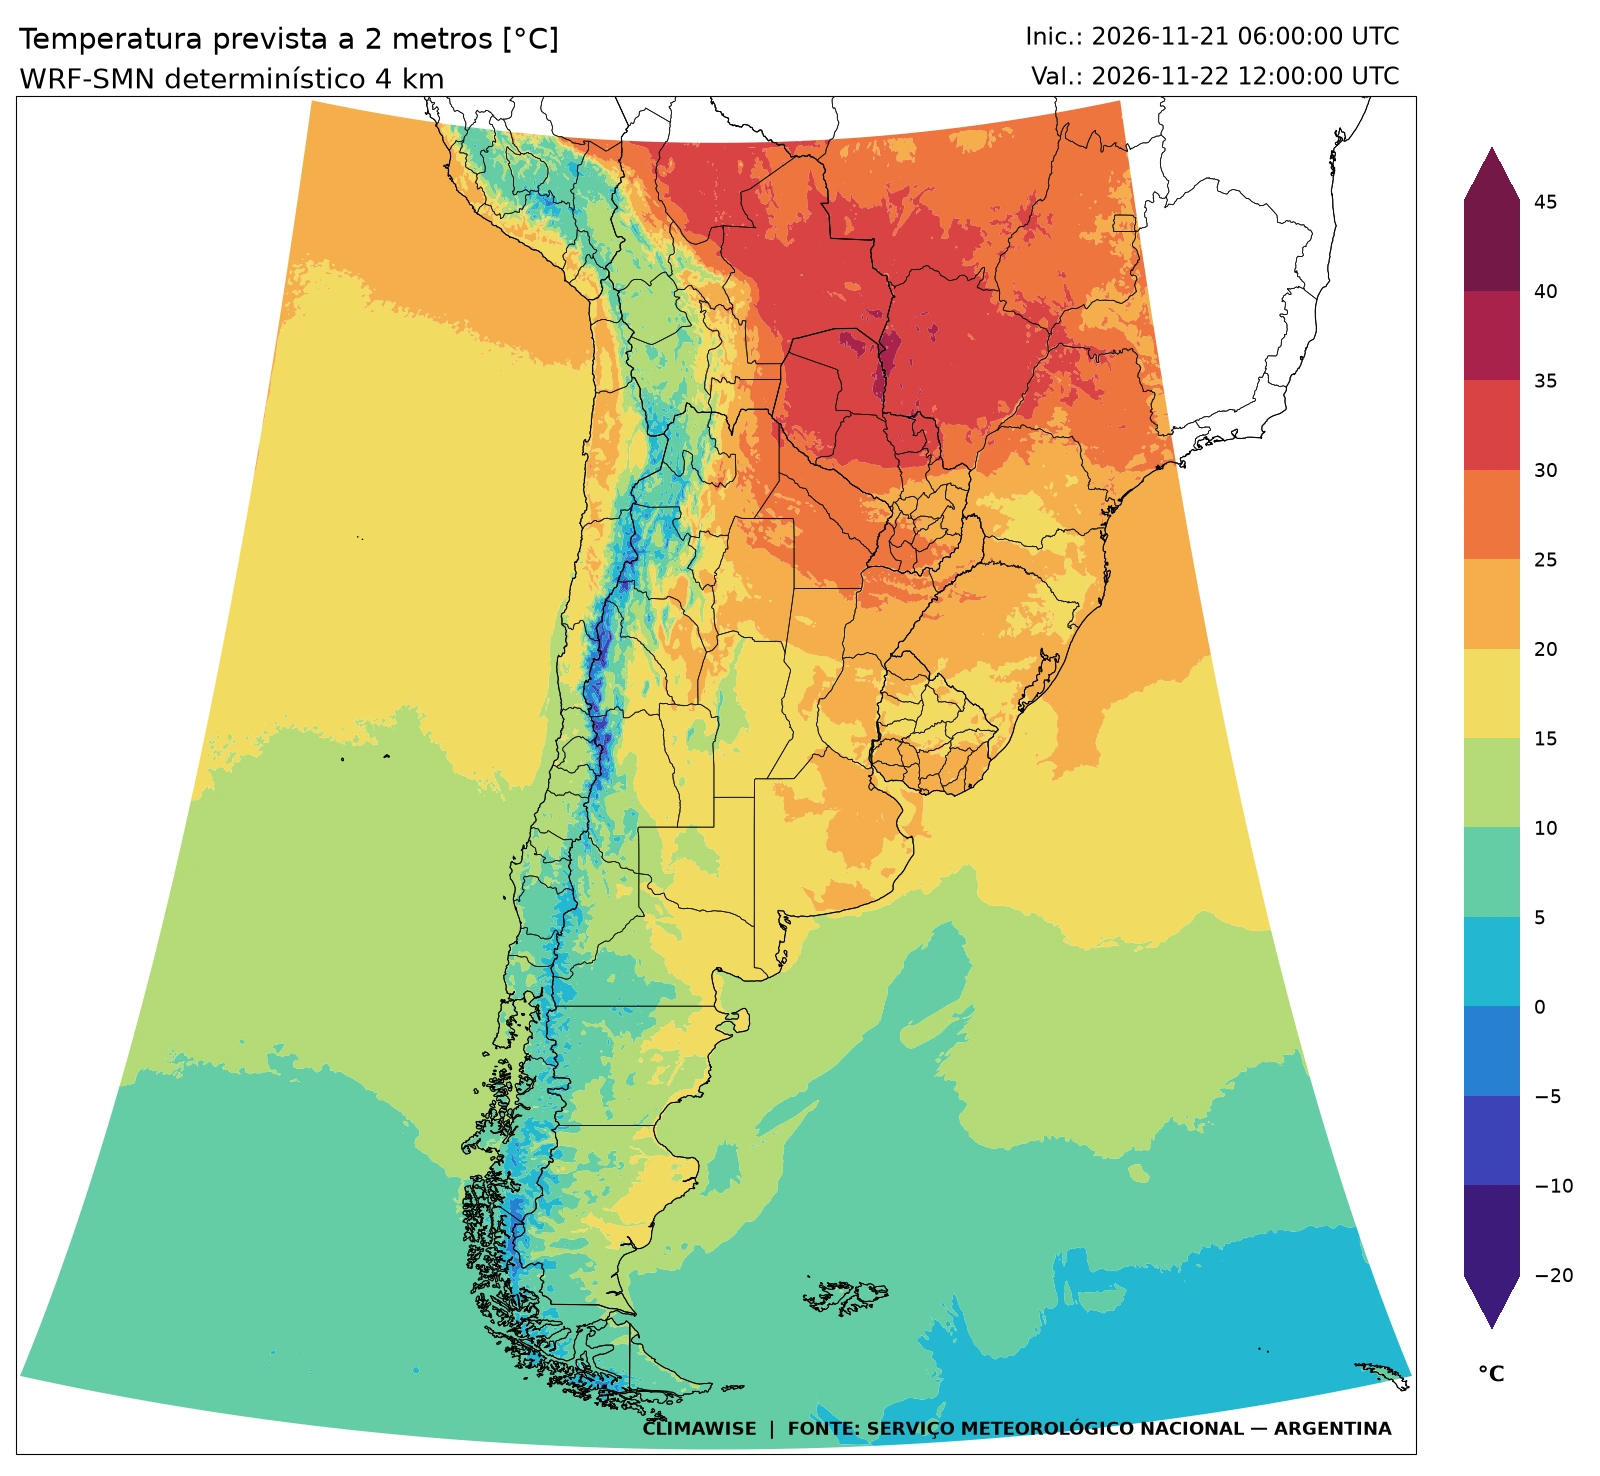 Temperatura prevista a 2 metros [°C]
WRF-SMN determinístico 4 km
Inic.: 2026-11-21 06:00:00 UTC
Val.: 2026-11-22 12:00:00 UTC
45
40
35
30
25
20
15
10
5
0
−5
−10
−20
°C
CLIMAWISE | FONTE: SERVIÇO METEOROLÓGICO NACIONAL — ARGENTINA